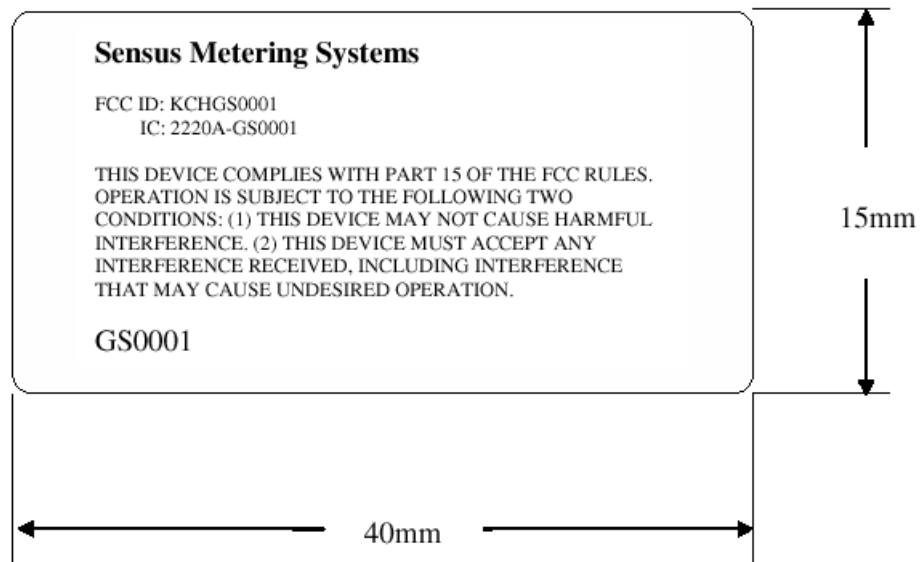 Sensus Metering Systems
FCC ID: KCHGS0001
IC: 2220A-GS0001
THIS DEVICE COMPLIES WITH PART 15 OF THE FCC RULES.
OPERATION IS SUBJECT TO THE FOLLOWING TWO
CONDITIONS: (1) THIS DEVICE MAY NOT CAUSE HARMFUL
INTERFERENCE. (2) THIS DEVICE MUST ACCEPT ANY
INTERFERENCE RECEIVED, INCLUDING INTERFERENCE
THAT MAY CAUSE UNDESIRED OPERATION.
GS0001
15mm
40mm